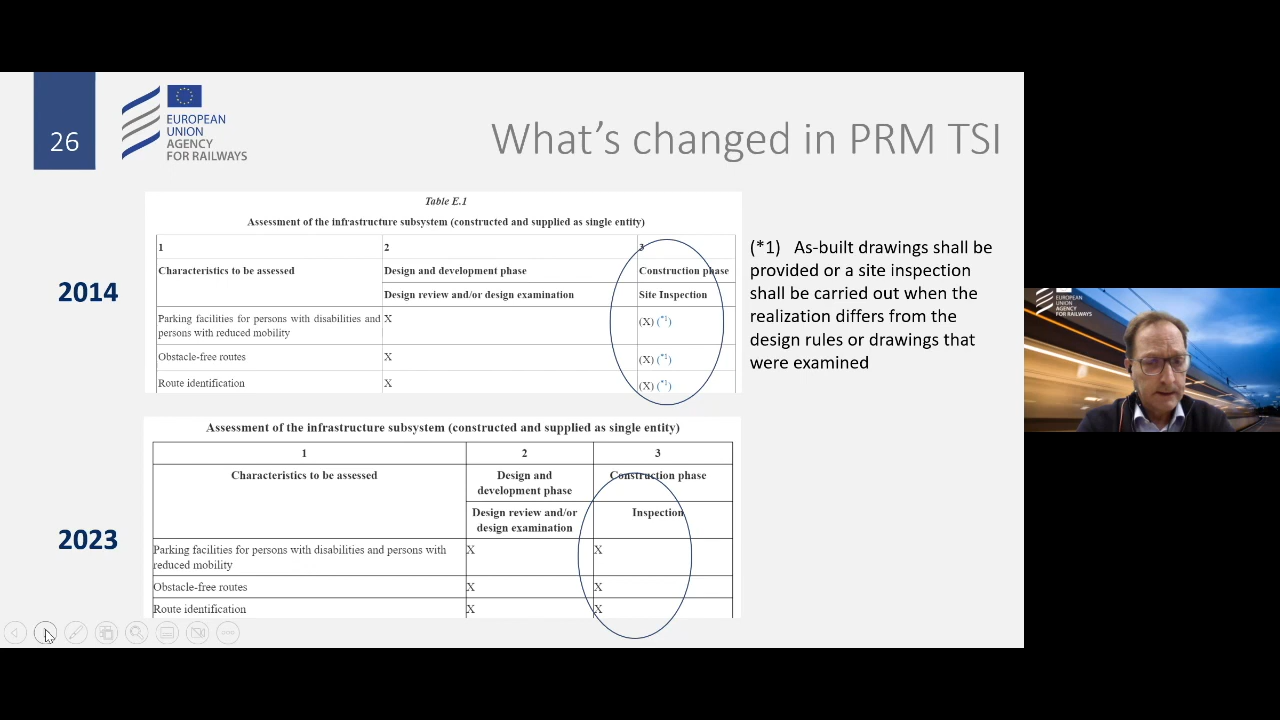 26
EUROPEAN
UNION
AGENCY
FOR RAILWAYS
What's changed in PRM TSI
2014
Table E.1
Assessment of the infrastructure subsystem (constructed and supplied as single entity)
1 2 3
Characteristics to be assessed Design and development phase Construction phase
Design review and/or design examination Site Inspection
Parking facilities for persons with disabilities and X (X) (*1)
persons with reduced mobility
Obstacle-free routes X (X) (*1)
Route identification X (X) (*1)
(*1) As-built drawings shall be
provided or a site inspection
shall be carried out when the
realization differs from the
design rules or drawings that
were examined
2023
Assessment of the infrastructure subsystem (constructed and supplied as single entity)
1 2 3
Characteristics to be assessed Design and Construction phase
development phase
Design review and/or Inspection
design examination
Parking facilities for persons with disabilities and persons with X X
reduced mobility
Obstacle-free routes X X
Route identification X X
EUROPEAN
UNION
AGENCY
FOR RAILWAYS